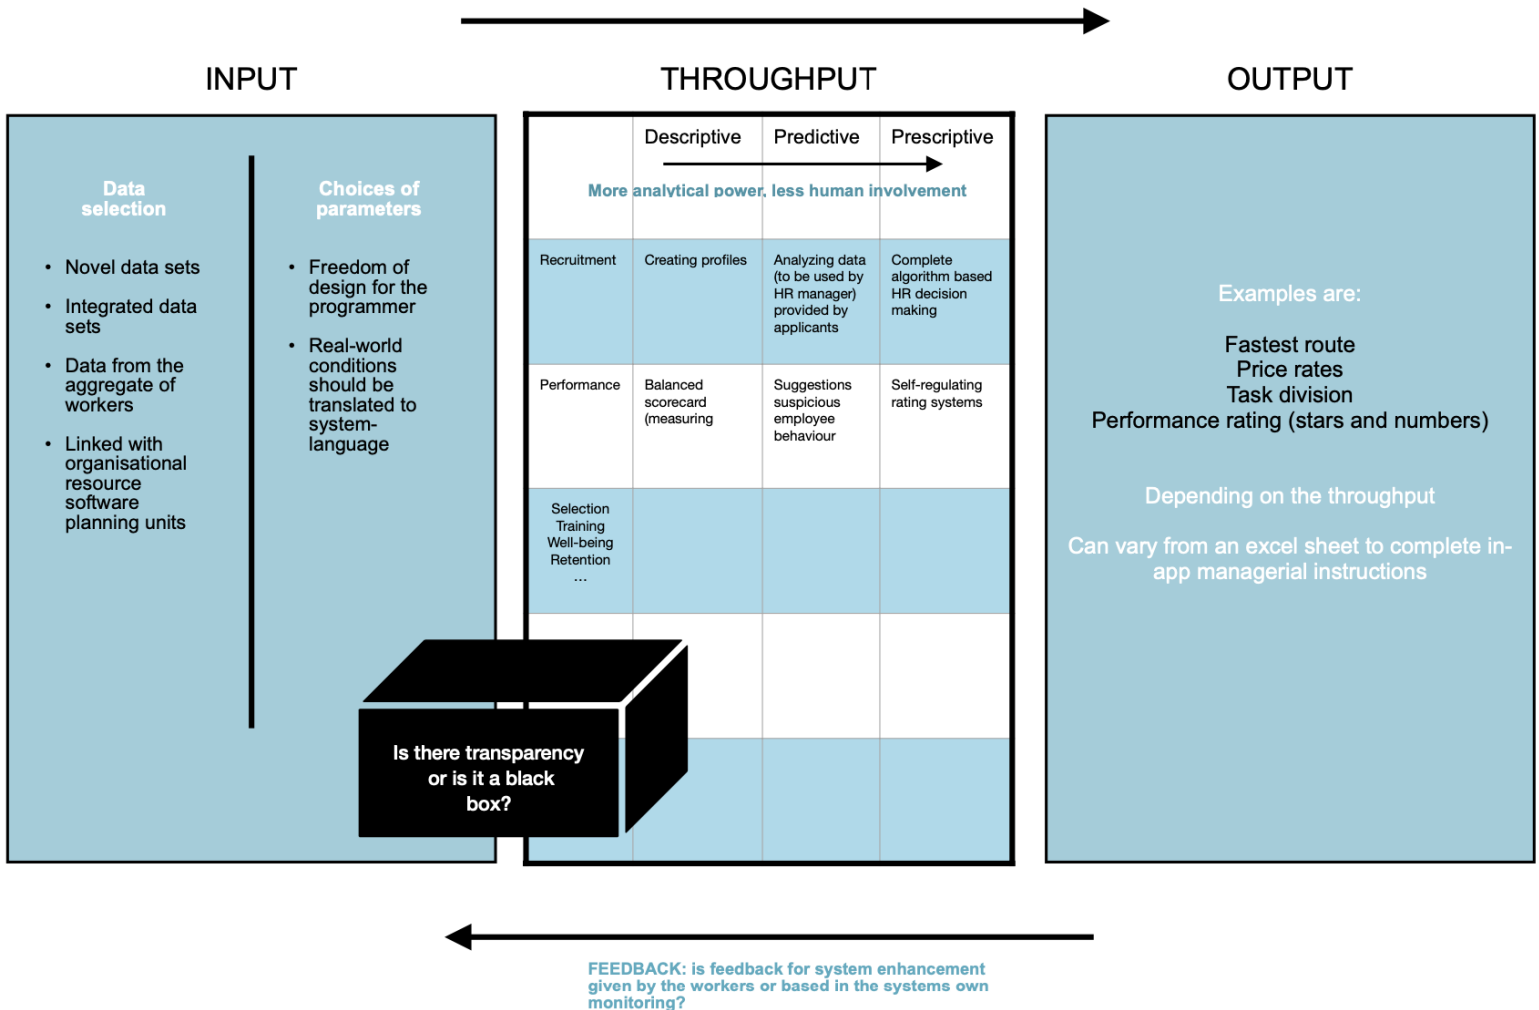 INPUT
THROUGHPUT
OUTPUT
Data
selection
• Novel data sets
• Integrated data
sets
• Data from the
aggregate of
workers
• Linked with
organisational
resource
software
planning units
Choices of
parameters
• Freedom of
design for the
programmer
• Real-world
conditions
should be
translated to
system-
language
Descriptive
Predictive
Prescriptive
More analytical power, less human involvement
Recruitment
Creating profiles
Analyzing data
(to be used by
HR manager)
provided by
applicants
Complete
algorithm based
HR decision
making
Performance
Balanced
scorecard
(measuring
Suggestions
suspicious
employee
behaviour
Self-regulating
rating systems
Selection
Training
Well-being
Retention
...
Is there transparency
or is it a black
box?
Examples are:
Fastest route
Price rates
Task division
Performance rating (stars and numbers)
Depending on the throughput
Can vary from an excel sheet to complete in-
app managerial instructions
FEEDBACK: is feedback for system enhancement
given by the workers or based in the systems own
monitoring?